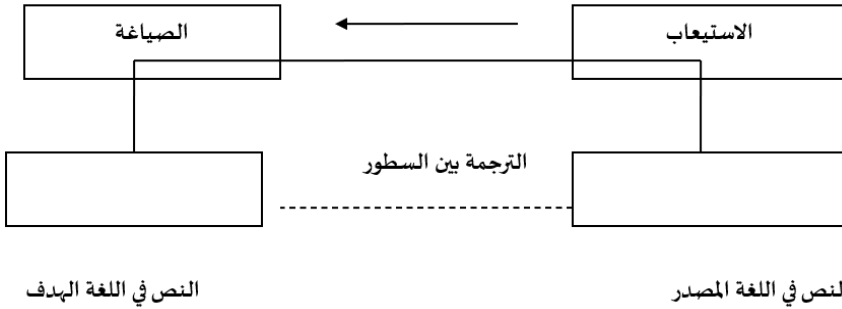 الاستيعاب
الصياغة
الترجمة بين السطور
لنص في اللغة المصدر
النص في اللغة الهدف